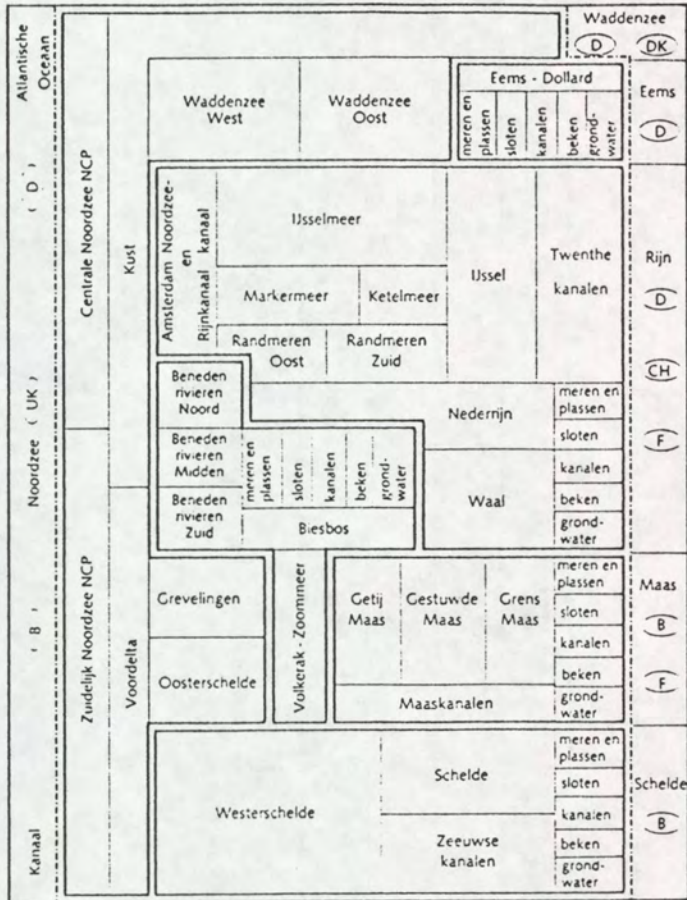 Atlantische
Oceaan
( D )
Noordzee ( UK )
( B )
Kanaal
Centrale Noordzee NCP
Zuidelijk Noordzee NCP
Kust
Voordelta
Waddenzee
D
DK
Waddenzee
West
Waddenzee
Oost
Eems - Dollard
meren en
plassen
sloten
kanalen
beken
grond-
water
Eems
D
Amsterdam Noordzee-
en
Rijnkanaal kanaal
IJsselmeer
Markermeer
Ketelmeer
Randmeren
Oost
Randmeren
Zuid
IJssel
Twenthe
kanalen
Rijn
D
CH
F
Beneden
rivieren
Noord
Beneden
rivieren
Midden
Beneden
rivieren
Zuid
meren en
plassen
sloten
kanalen
beken
grond-
water
Biesbos
Nederrijn
Waal
meren en
plassen
sloten
kanalen
beken
grond-
water
Grevelingen
Oosterschelde
Volkerak - Zoommeer
Getij
Maas
Gestuwde
Maas
Grens
Maas
Maaskanalen
meren en
plassen
sloten
kanalen
beken
grond-
water
Maas
B
F
Westerschelde
Schelde
Zeeuwse
kanalen
meren en
plassen
sloten
kanalen
beken
grond-
water
Schelde
B